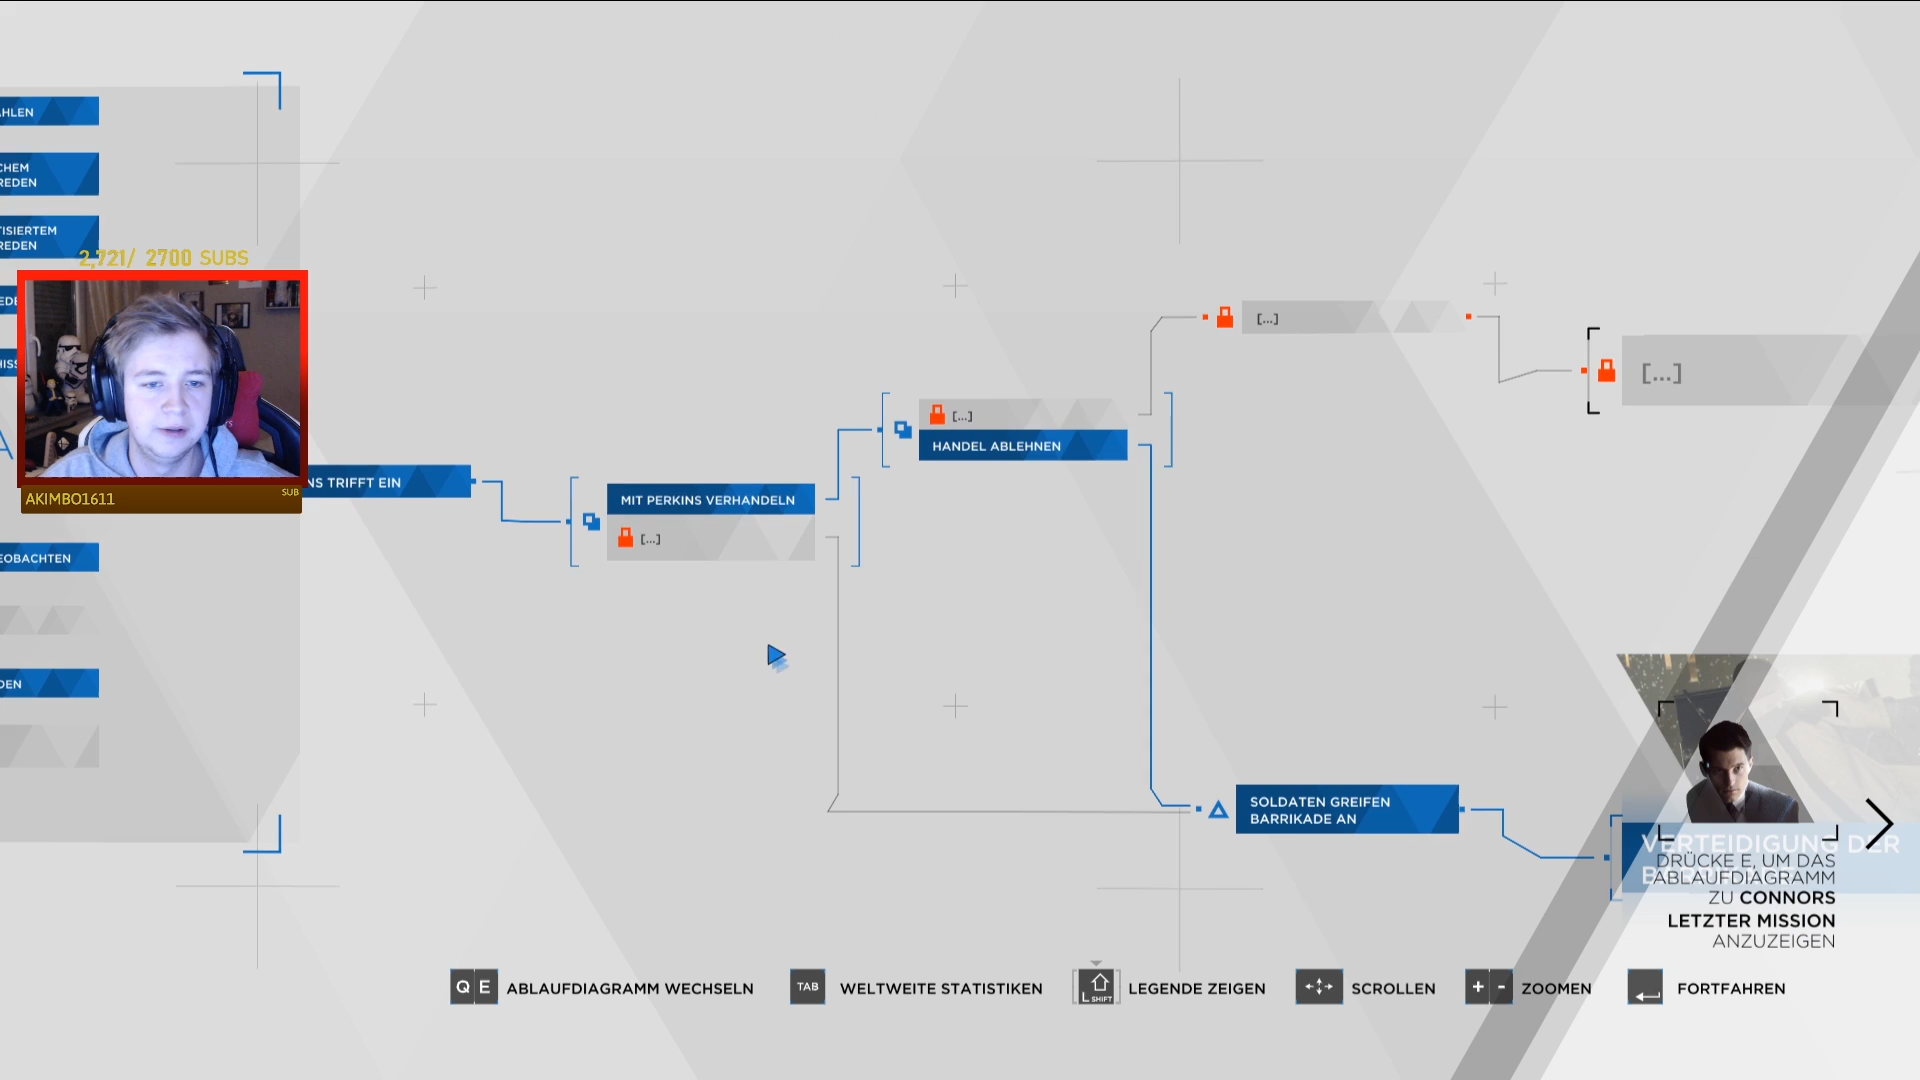 HLEN
CHEM
REDEN
TISIERTEM
REDEN
2,721/ 2700 SUBS
AKIMBO1611
SUB
NS TRIFFT EIN
EOBACHTEN
DEN
MIT PERKINS VERHANDELN
[...]
[...]
HANDEL ABLEHNEN
[...]
[...]
SOLDATEN GREIFEN
BARRIKADE AN
VERTEIDIGUNG DER
DRÜCKE E, UM DAS
ABLAUFDIAGRAMM
ZU CONNORS
LETZTER MISSION
ANZUZEIGEN
Q E ABLAUFDIAGRAMM WECHSELN TAB WELTWEITE STATISTIKEN L SHIFT LEGENDE ZEIGEN SCROLLEN + - ZOOMEN FORTFAHREN